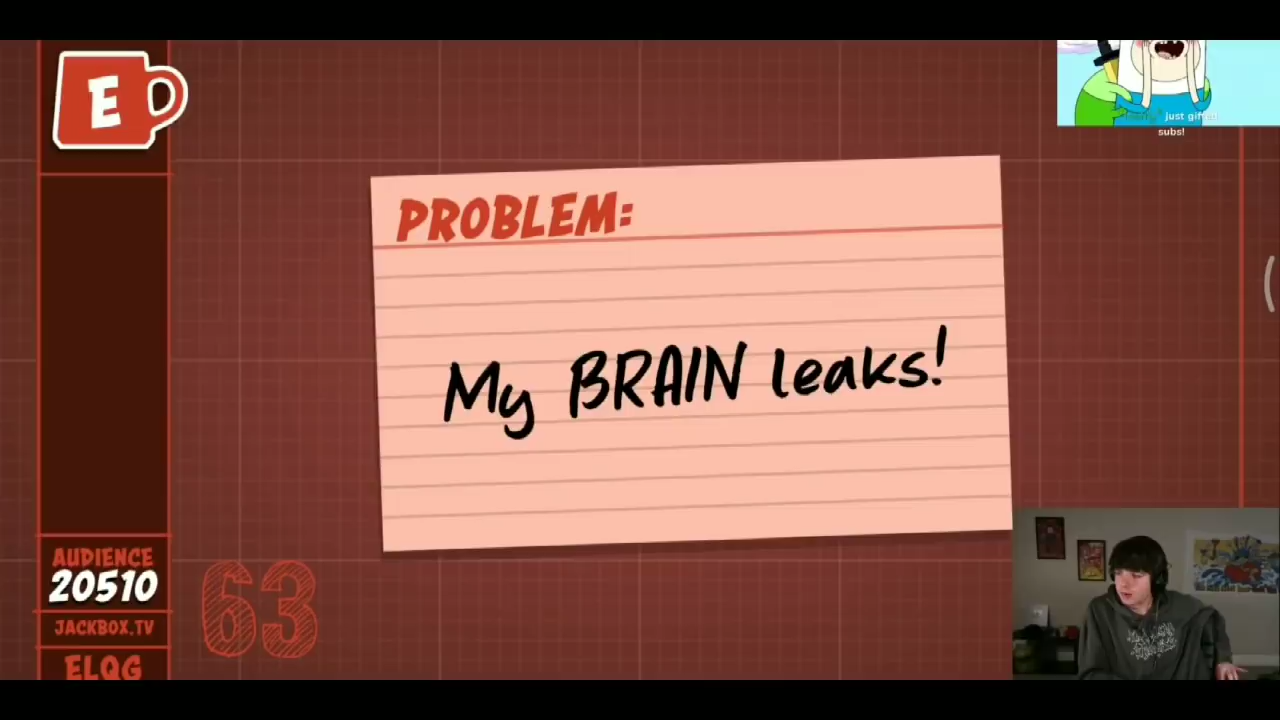 E
PROBLEM:
My BRAIN leaks!
just gifted
subs!
AUDIENCE
20510
JACKBOX.TV
ELQG
63